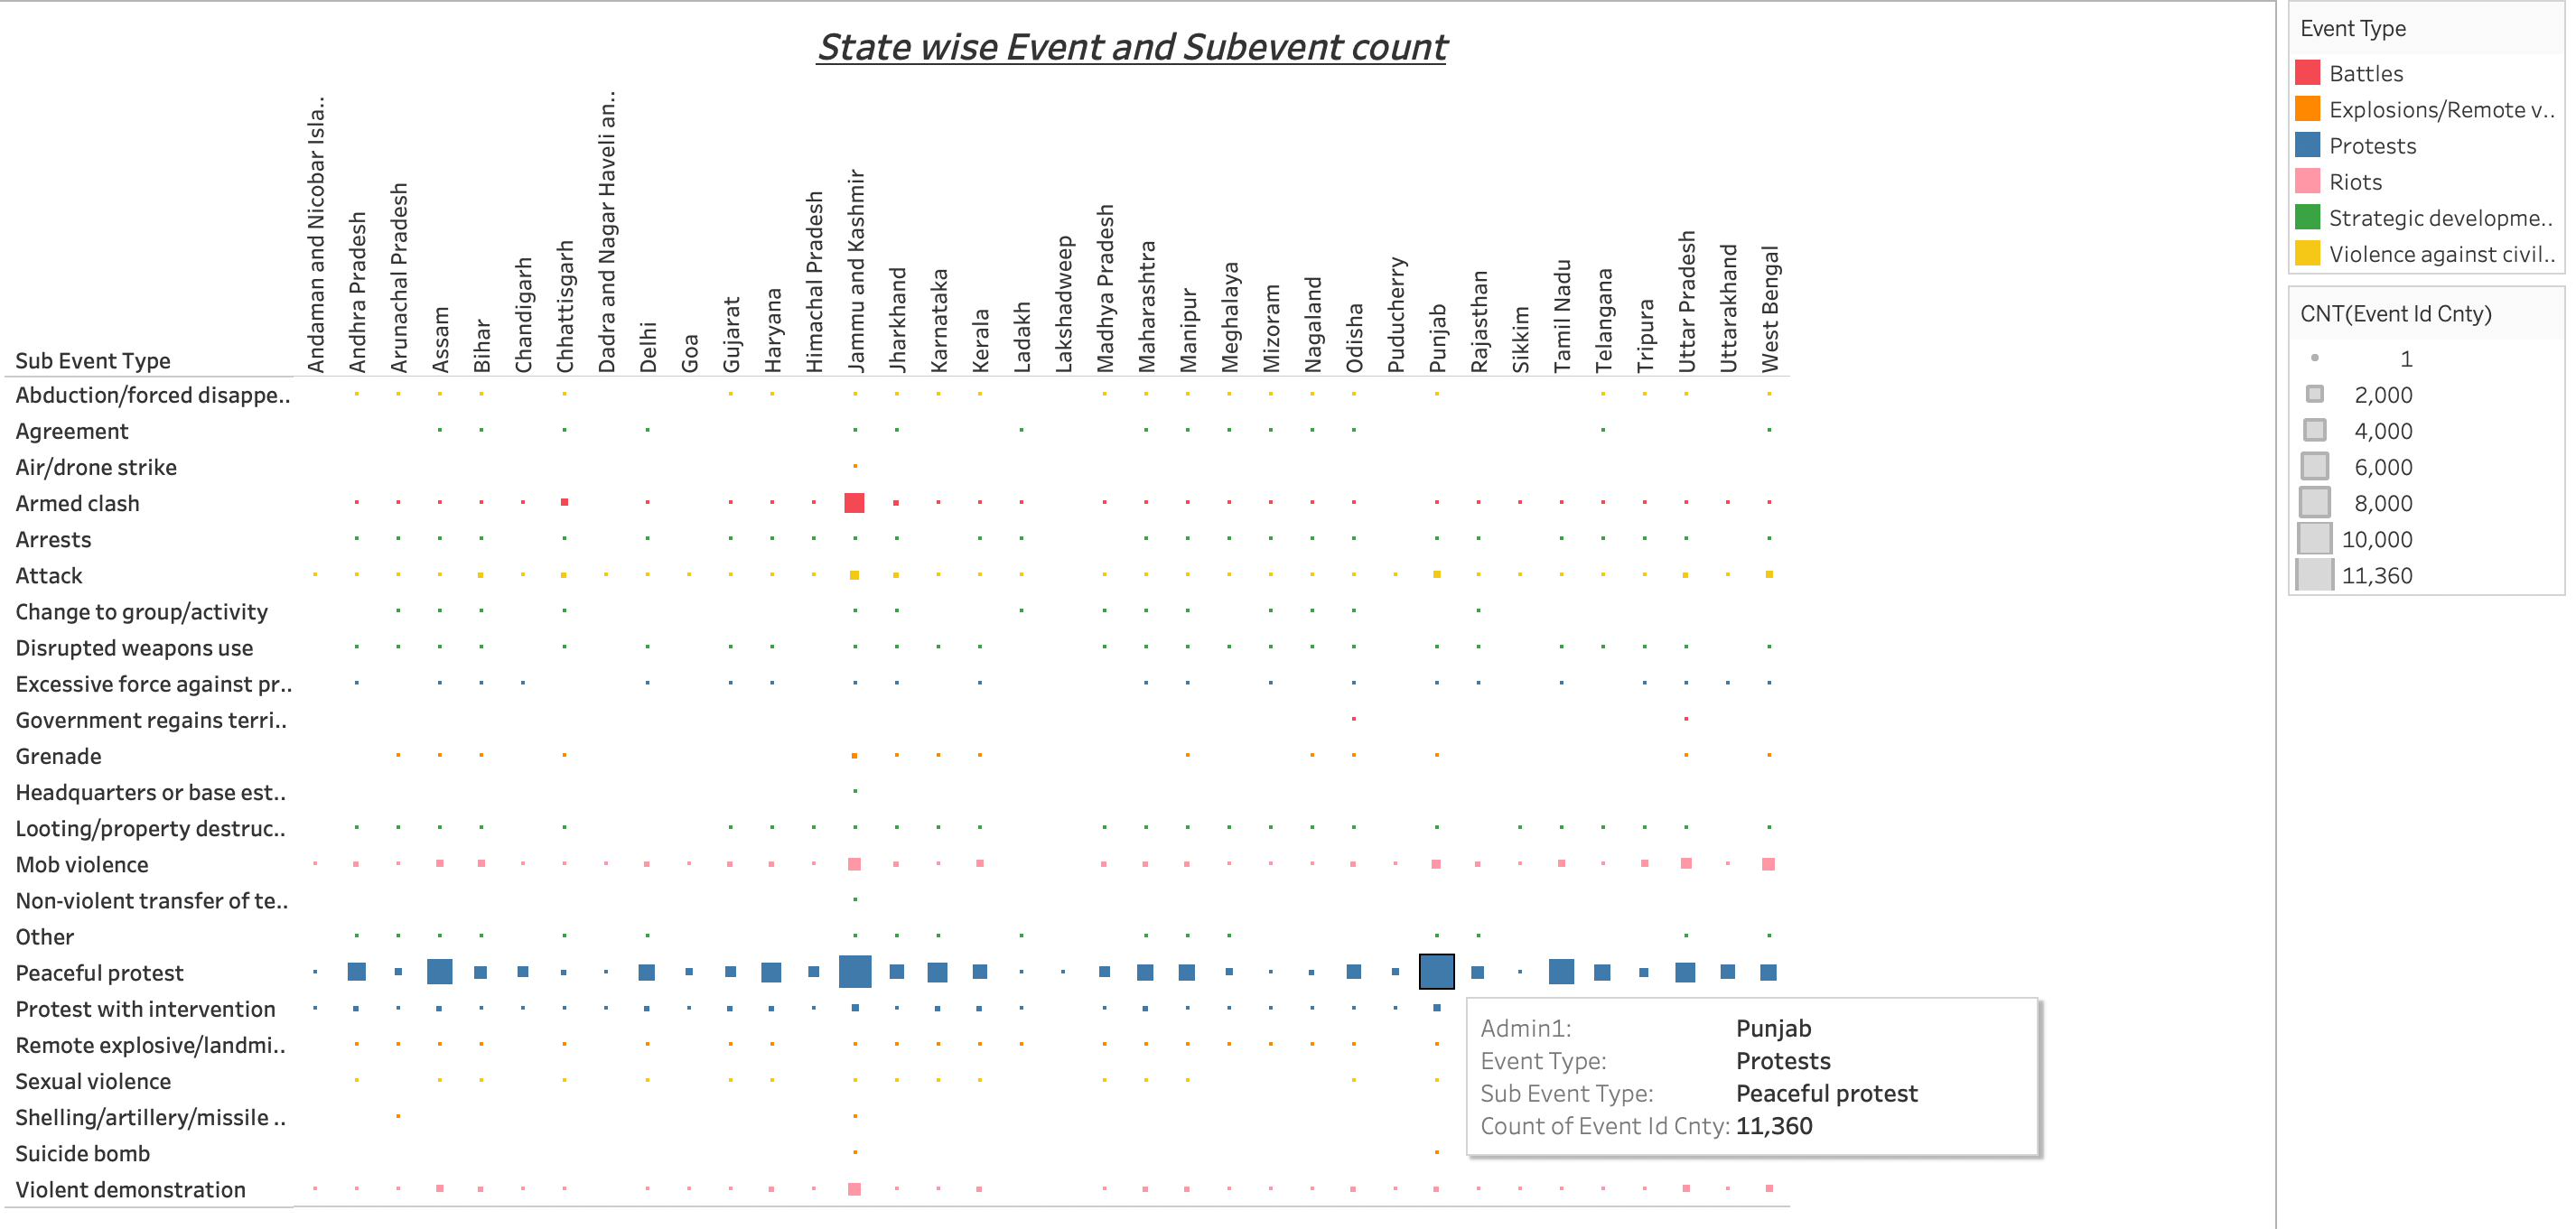 State wise Event and Subevent count
Sub Event Type
Andaman and Nicobar Isla..
Andhra Pradesh
Arunachal Pradesh
Assam
Bihar
Chandigarh
Chhattisgarh
Dadra and Nagar Haveli an..
Delhi
Goa
Gujarat
Haryana
Himachal Pradesh
Jammu and Kashmir
Jharkhand
Karnataka
Kerala
Ladakh
Lakshadweep
Madhya Pradesh
Maharashtra
Manipur
Meghalaya
Mizoram
Nagaland
Odisha
Puducherry
Punjab
Rajasthan
Sikkim
Tamil Nadu
Telangana
Tripura
Uttar Pradesh
Uttarakhand
West Bengal
Abduction/forced disappe..
Agreement
Air/drone strike
Armed clash
Arrests
Attack
Change to group/activity
Disrupted weapons use
Excessive force against pr..
Government regains terri..
Grenade
Headquarters or base est..
Looting/property destruc..
Mob violence
Non-violent transfer of te..
Other
Peaceful protest
Protest with intervention
Remote explosive/landmi..
Sexual violence
Shelling/artillery/missile ..
Suicide bomb
Violent demonstration
Admin1: Punjab
Event Type: Protests
Sub Event Type: Peaceful protest
Count of Event Id Cnty: 11,360
Event Type
Battles
Explosions/Remote v..
Protests
Riots
Strategic developme..
Violence against civil..
CNT(Event Id Cnty)
1
2,000
4,000
6,000
8,000
10,000
11,360